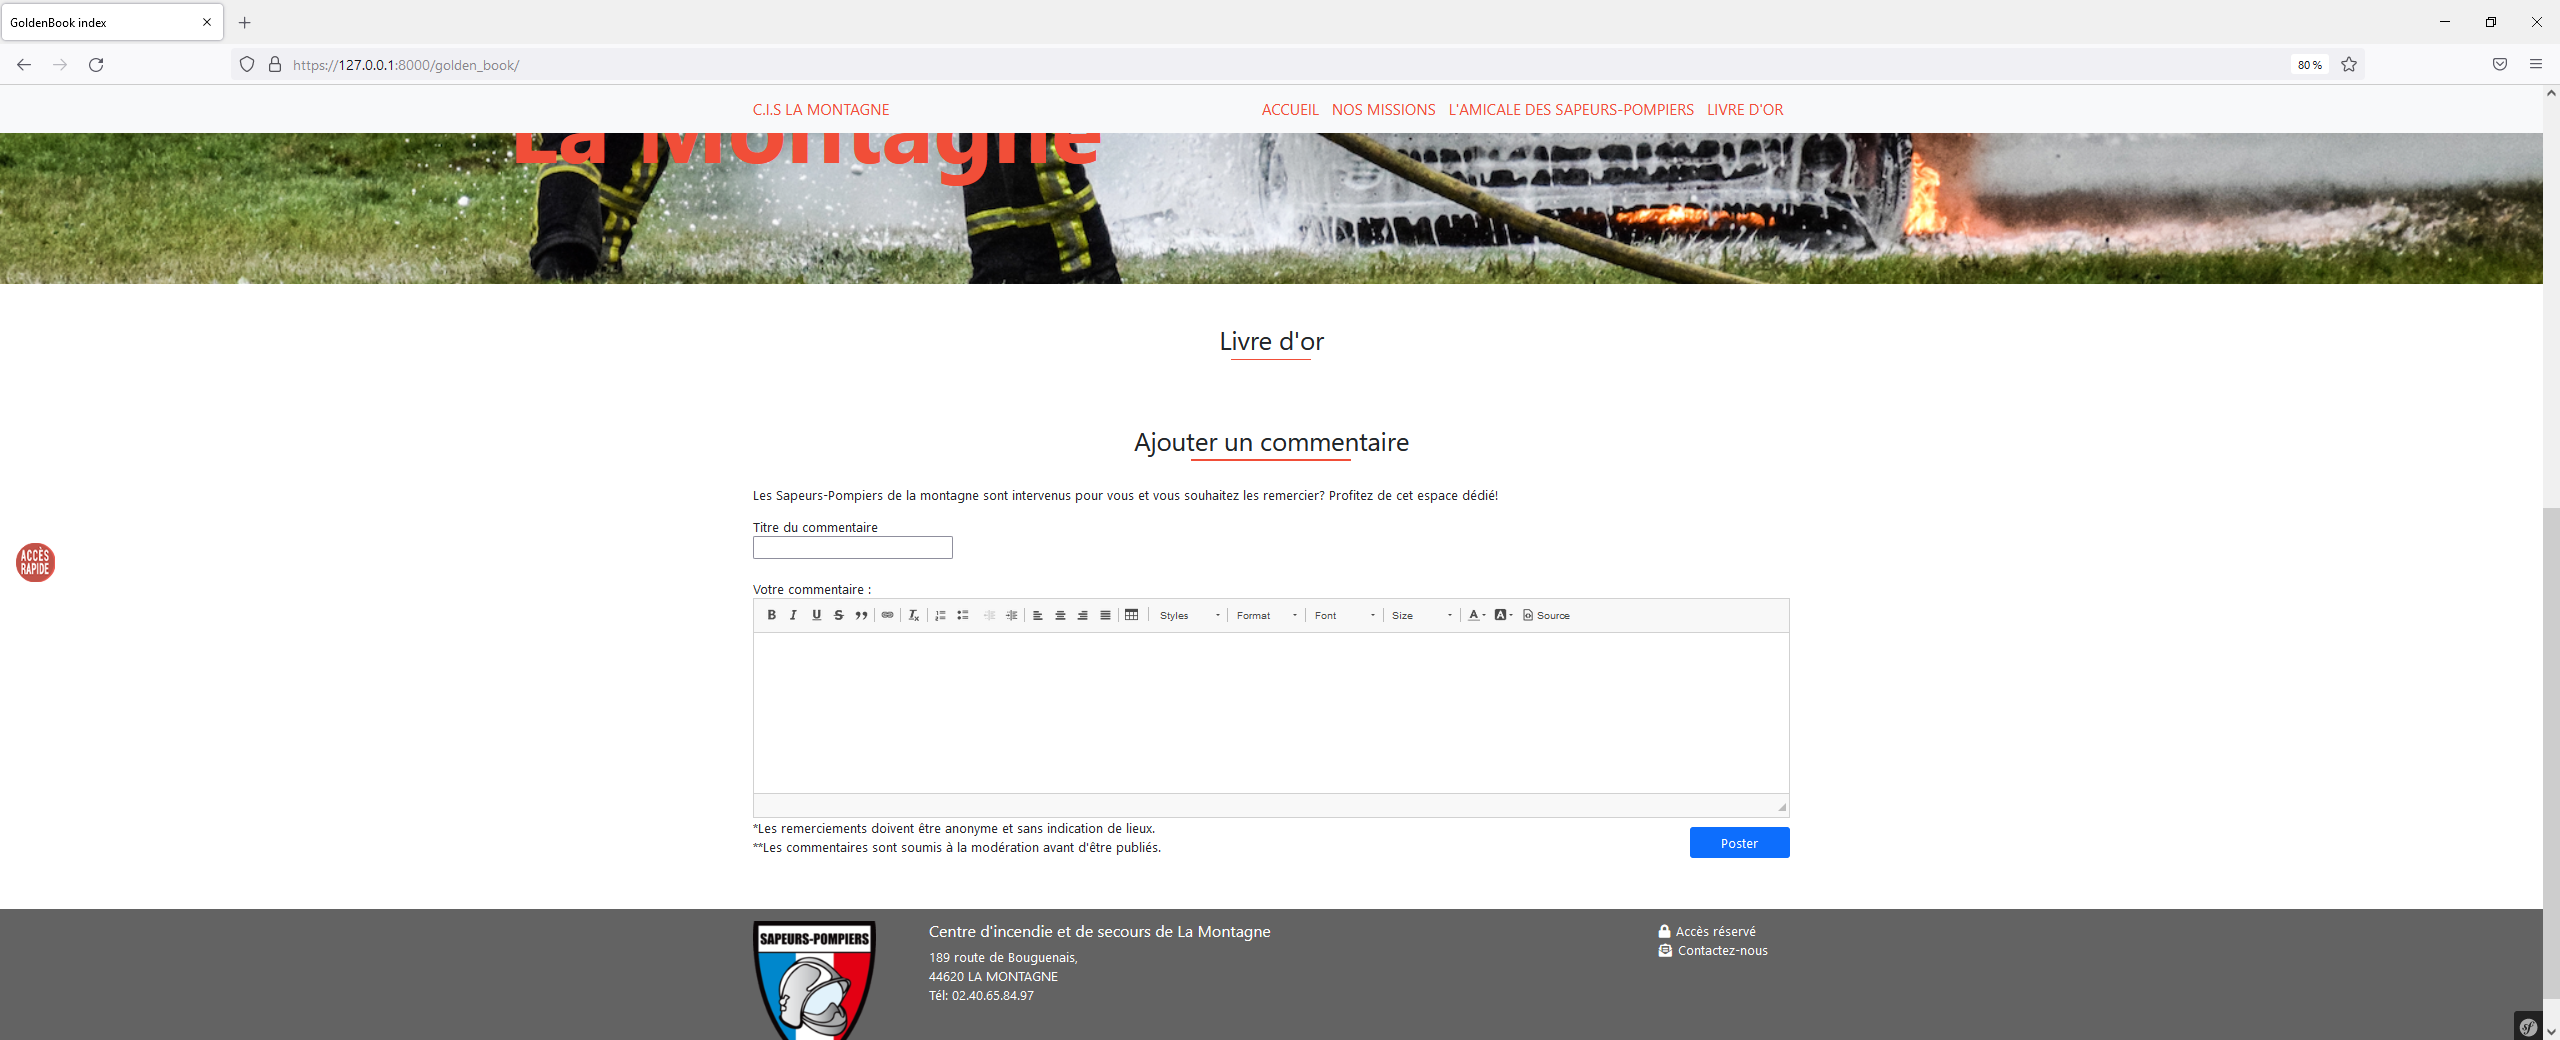 GoldenBook index
https://127.0.0.1:8000/golden_book/
80 %
C.I.S LA MONTAGNE
ACCUEIL NOS MISSIONS L'AMICALE DES SAPEURS-POMPIERS LIVRE D'OR
La Montagne
Livre d'or
Ajouter un commentaire
Les Sapeurs-Pompiers de la montagne sont intervenus pour vous et vous souhaitez les remercier? Profitez de cet espace dédié!
Titre du commentaire
ACCÈS
RAPIDE
Votre commentaire :
B I U S Styles Format Font Size A A Source
*Les remerciements doivent être anonyme et sans indication de lieux.
**Les commentaires sont soumis à la modération avant d'être publiés.
Poster
SAPEURS-POMPIERS
Centre d'incendie et de secours de La Montagne
189 route de Bouguenais,
44620 LA MONTAGNE
Tél: 02.40.65.84.97
Accès réservé
Contactez-nous
sf